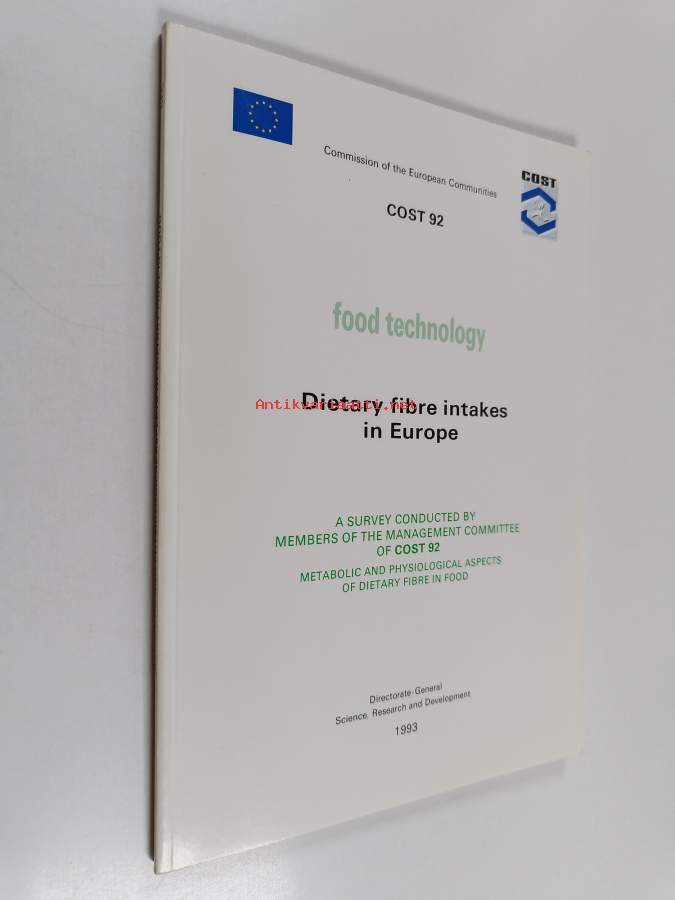 Commission of the European Communities
COST
COST 92
food technology
Dietary fibre intakes
in Europe
Antikvariaatti.net
A SURVEY CONDUCTED BY
MEMBERS OF THE MANAGEMENT COMMITTEE
OF COST 92
METABOLIC AND PHYSIOLOGICAL ASPECTS
OF DIETARY FIBRE IN FOOD
Directorate-General
Science, Research and Development
1993